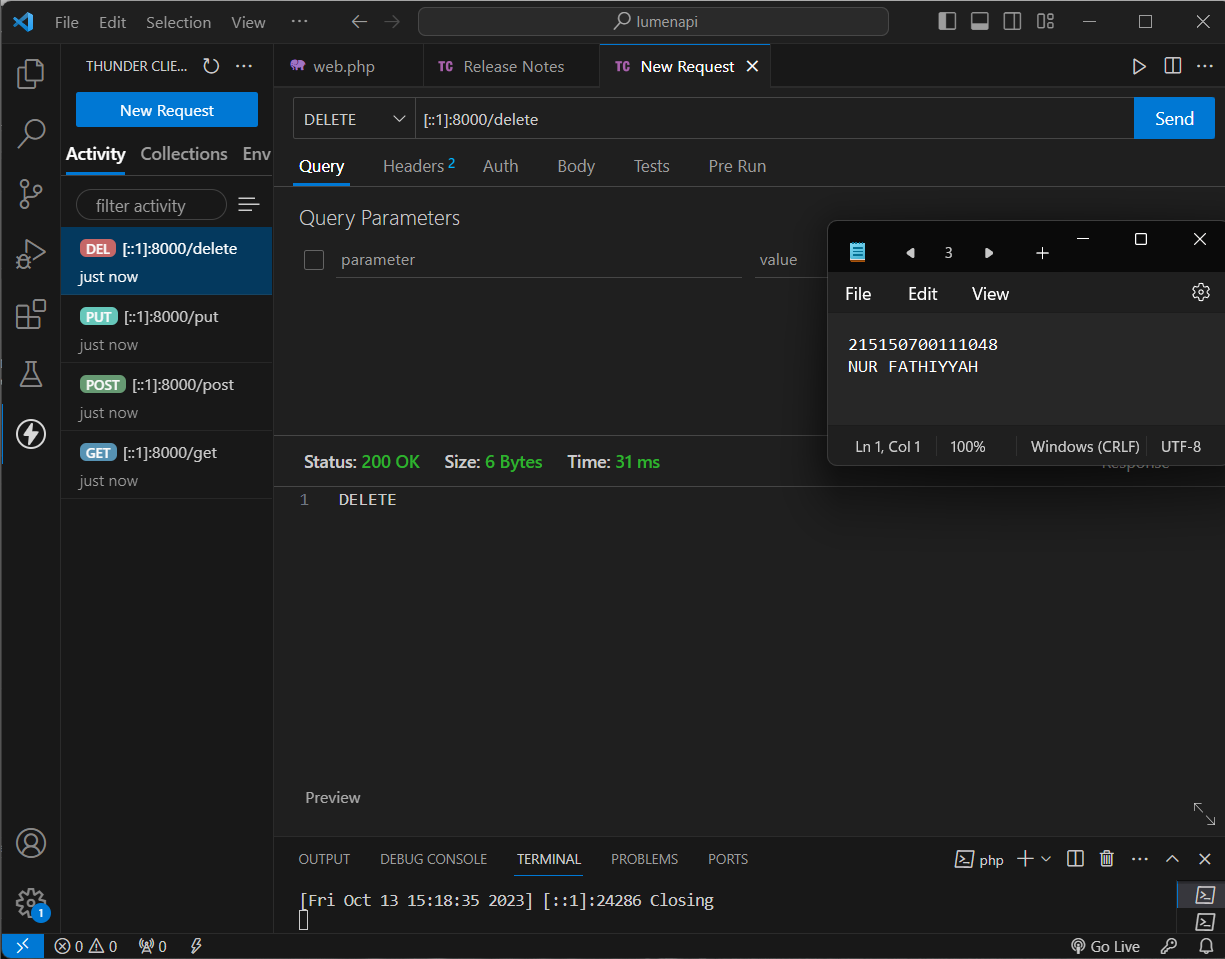 File Edit Selection View ··· lumenapi
THUNDER CLIE... ···
New Request
Activity Collections Env
filter activity
DEL [::1]:8000/delete
just now
PUT [::1]:8000/put
just now
POST [::1]:8000/post
just now
GET [::1]:8000/get
just now
web.php TC Release Notes TC New Request
DELETE [::1]:8000/delete Send
Query Headers 2 Auth Body Tests Pre Run
Query Parameters
parameter value
3
File Edit View
215150700111048
NUR FATHIYYAH
Ln 1, Col 1 100% Windows (CRLF) UTF-8
Status: 200 OK Size: 6 Bytes Time: 31 ms Response
1 DELETE
Preview
OUTPUT DEBUG CONSOLE TERMINAL PROBLEMS PORTS php
[Fri Oct 13 15:18:35 2023] [::1]:24286 Closing
1
0 0 0 Go Live